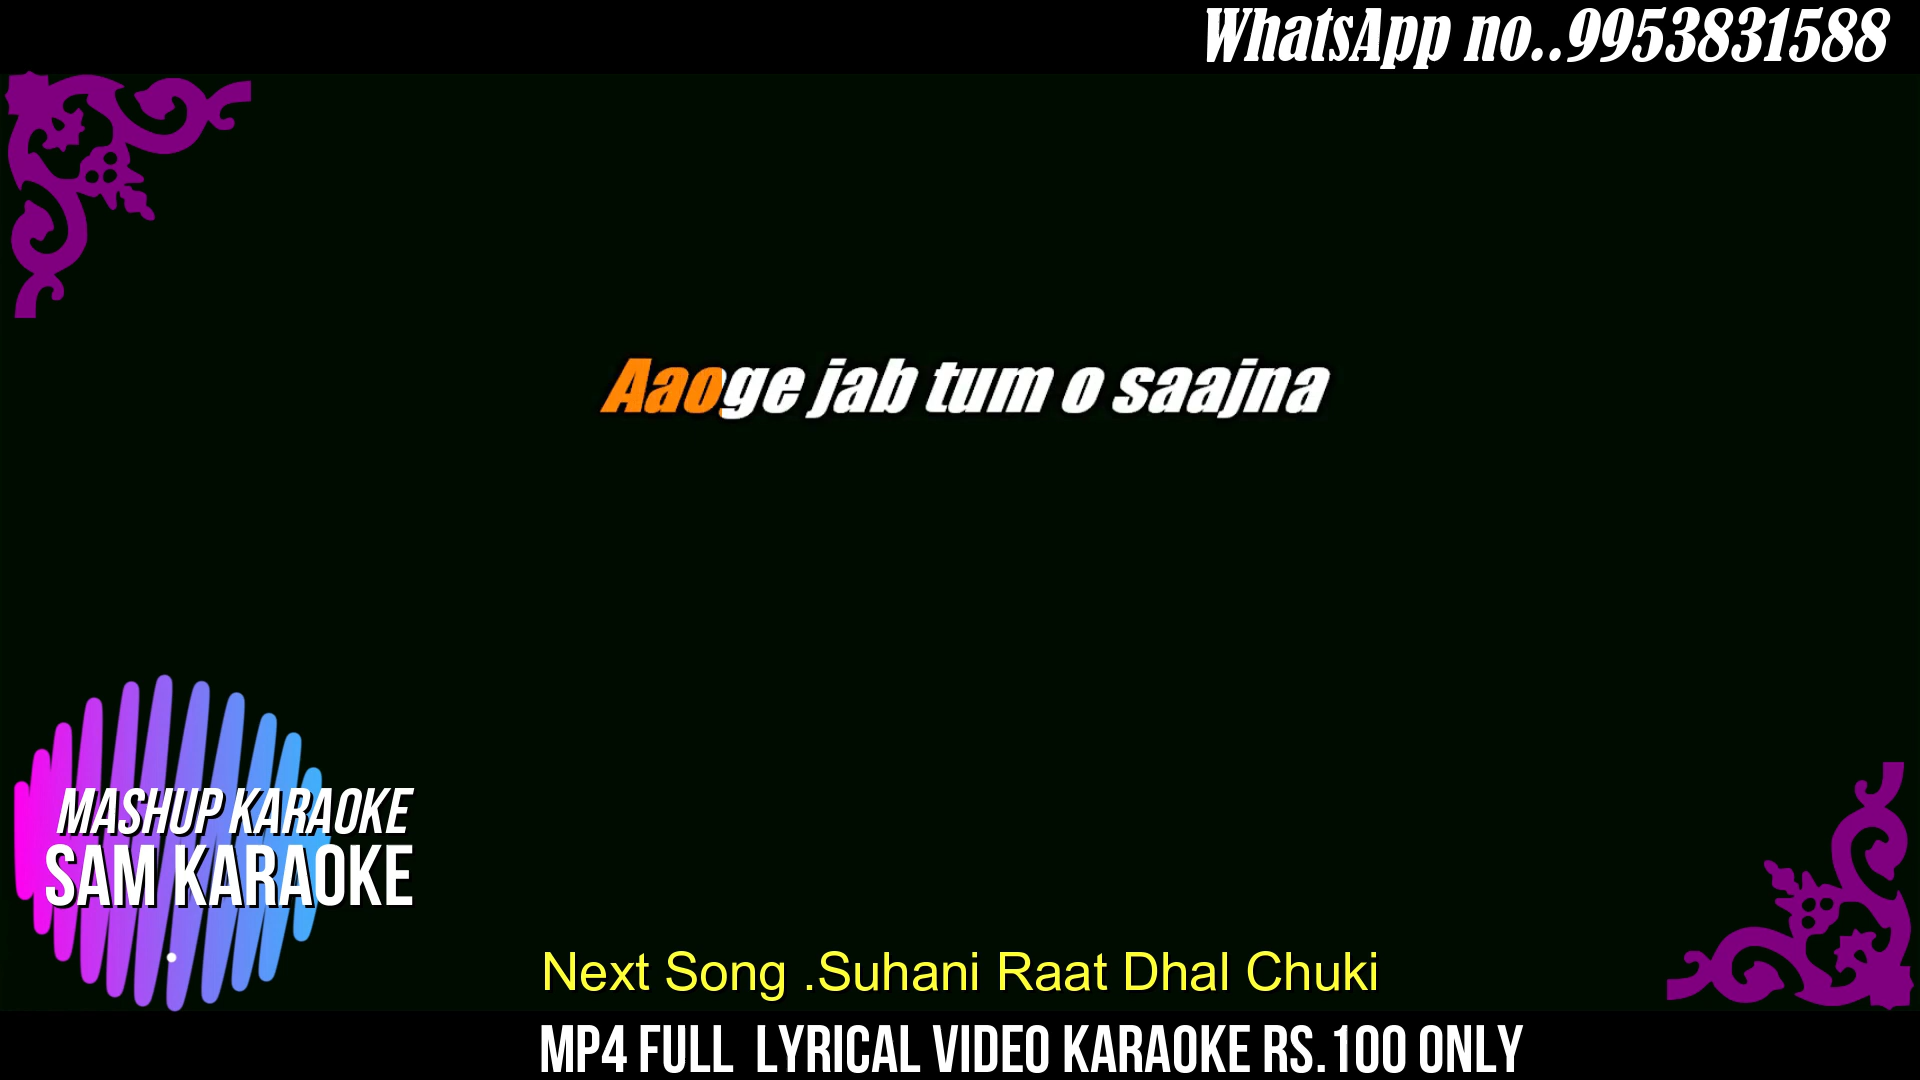 WhatsApp no..9953831588
Aaoge jab tum o saajna
MASHUP KARAOKE
SAM KARAOKE
Next Song .Suhani Raat Dhal Chuki
MP4 FULL LYRICAL VIDEO KARAOKE RS.100 ONLY